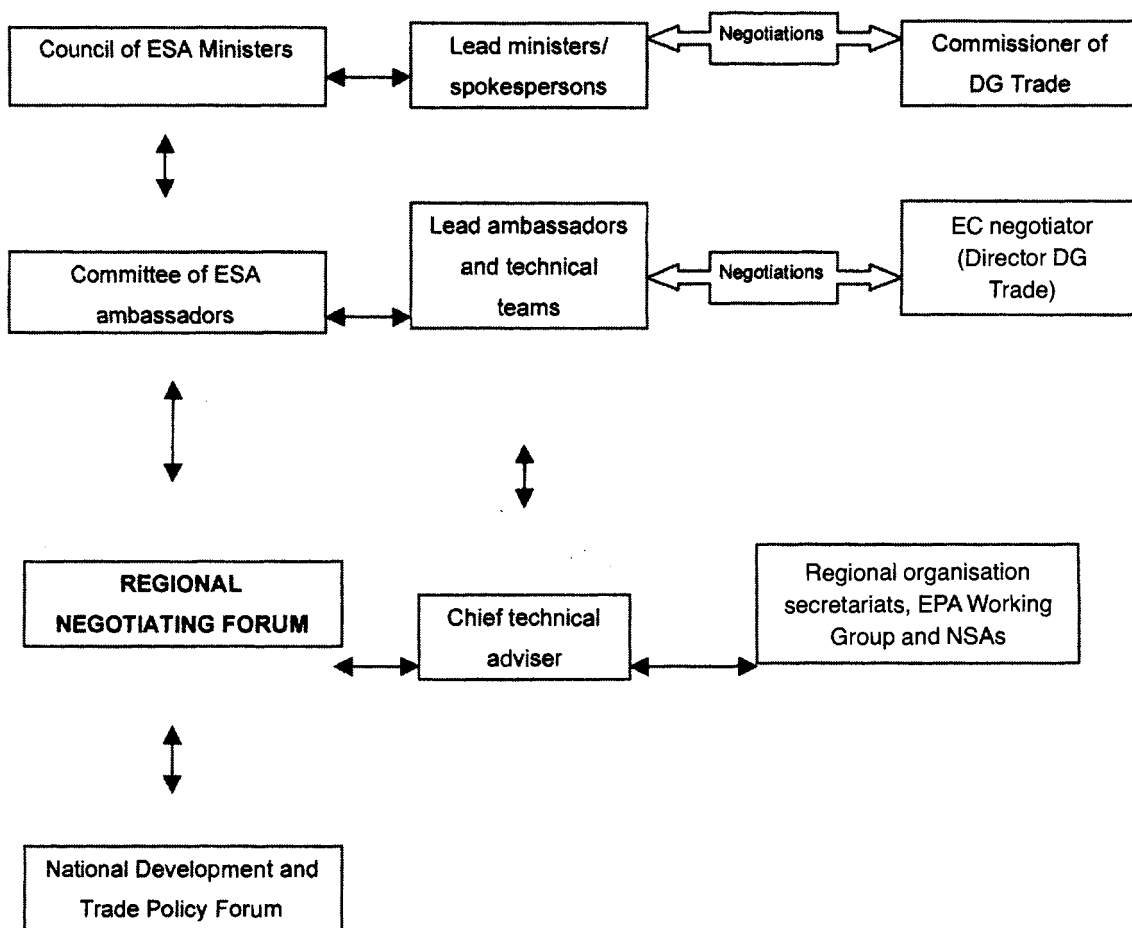 Council of ESA Ministers
Lead ministers/
spokespersons
Negotiations
Commissioner of
DG Trade
Committee of ESA
ambassadors
Lead ambassadors
and technical
teams
Negotiations
EC negotiator
(Director DG
Trade)
REGIONAL
NEGOTIATING FORUM
Chief technical
adviser
Regional organisation
secretariats, EPA Working
Group and NSAs
National Development and
Trade Policy Forum